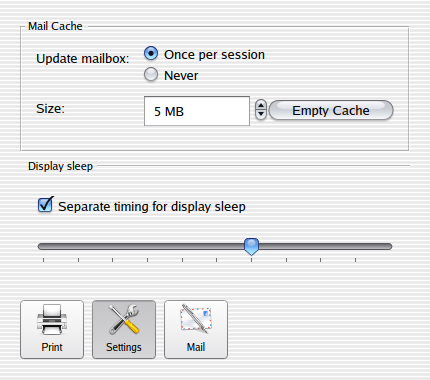 Mail Cache
Update mailbox: Once per session
Never
Size: 5 MB Empty Cache
Display sleep
Separate timing for display sleep
Print Settings Mail